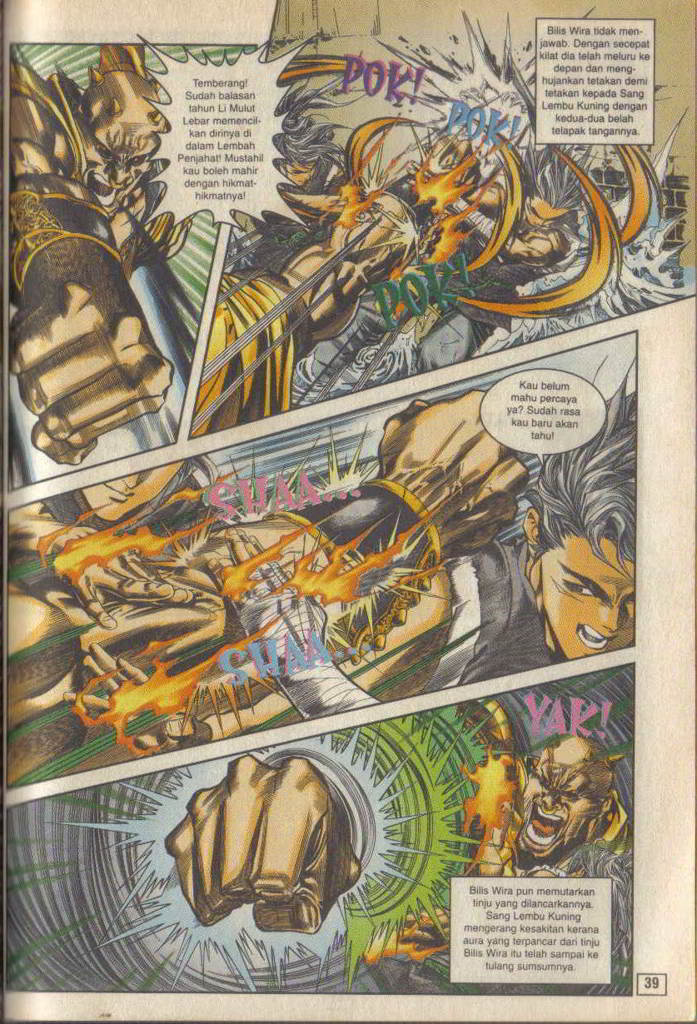 Temberang!
Sudah balasan
tahun Li Mulut
Lebar memencil-
kan dirinya di
dalam Lembah
Penjahat! Mustahil
kau boleh mahir
dengan hikmat-
hikmatnya!
POK!
POK!
POK!
Bilis Wira tidak men-
jawab. Dengan secepat
kilat dia telah meluru ke
depan dan meng-
hujankan tetakan demi
tetakan kepada Sang
Lembu Kuning dengan
kedua-dua belah
telapak tangannya.
Kau belum
mahu percaya
ya? Sudah rasa
kau baru akan
tahu!
SHAA...
SHAA...
YAK!
Bilis Wira pun memutarkan
tinju yang dilancarkannya.
Sang Lembu Kuning
mengerang kesakitan kerana
aura yang terpancar dari tinju
Bilis Wira itu telah sampai ke
tulang sumsumnya.
39